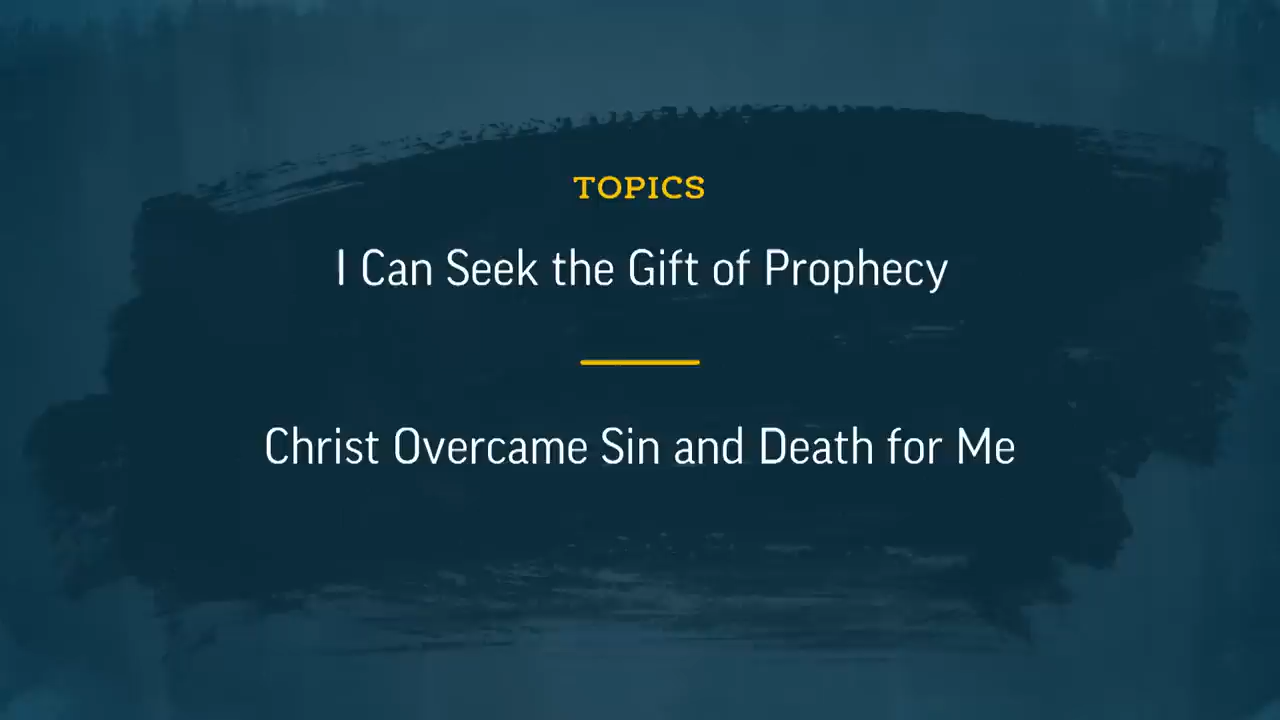 TOPICS
I Can Seek the Gift of Prophecy
Christ Overcame Sin and Death for Me